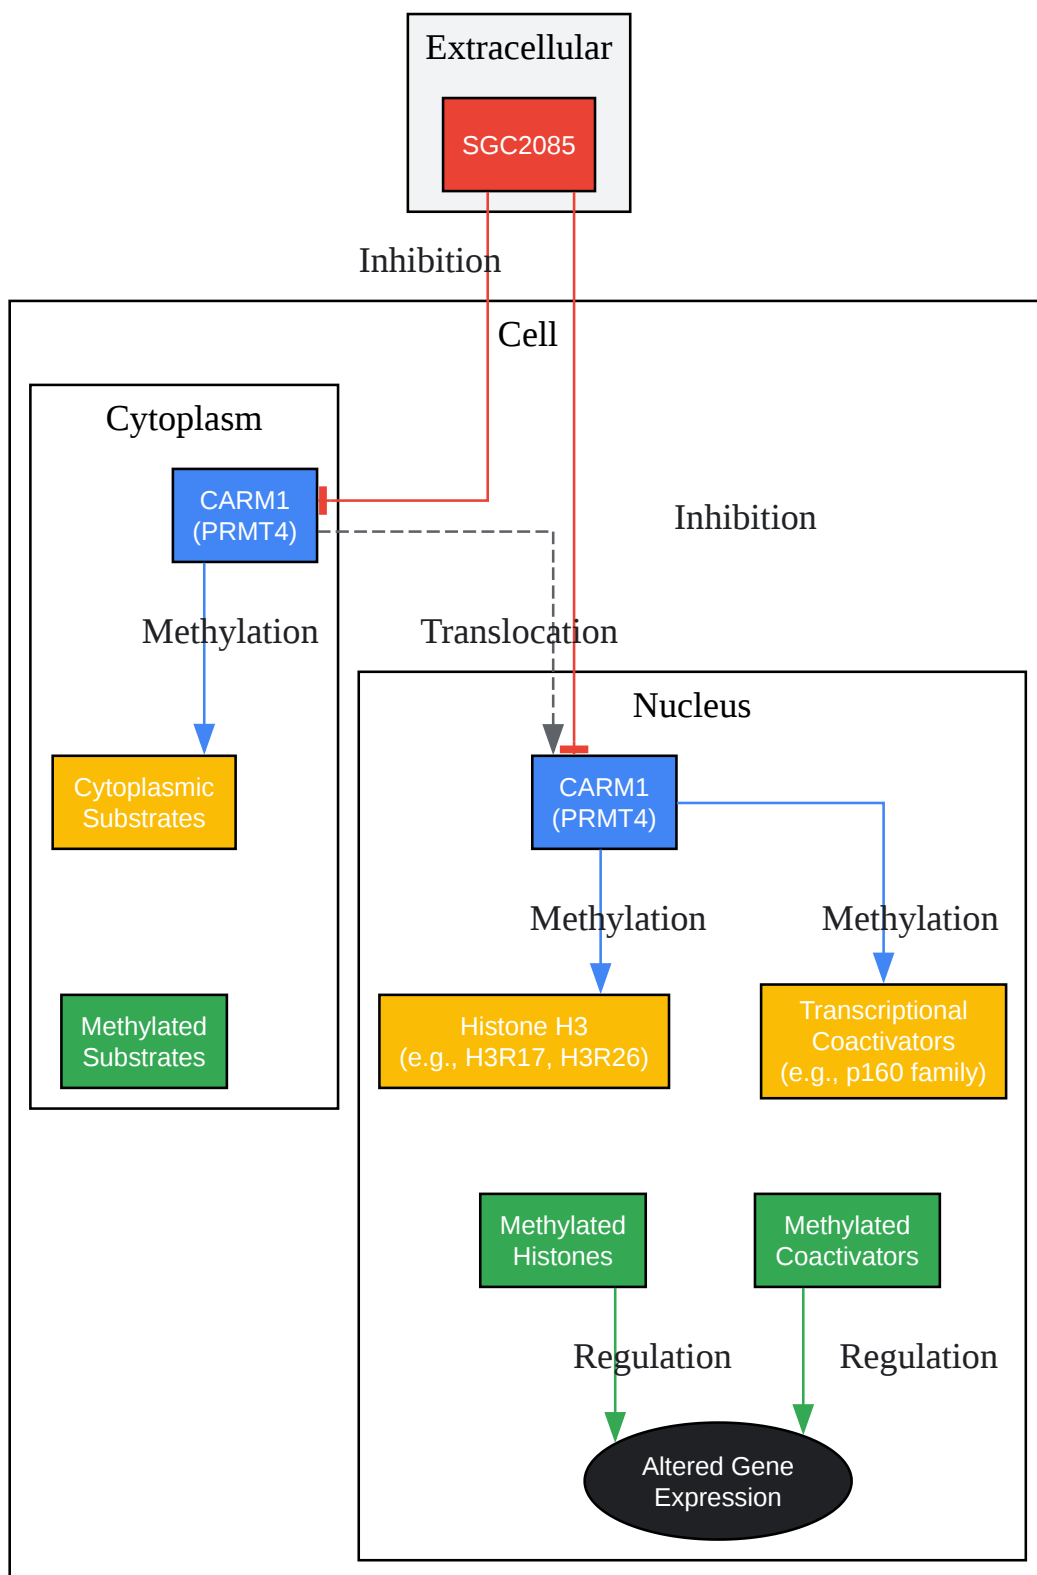 Extracellular
SGC2085
Inhibition
Cell
Cytoplasm
CARM1
(PRMT4)
Inhibition
Methylation
Translocation
Nucleus
Cytoplasmic
Substrates
CARM1
(PRMT4)
Methylation
Methylation
Methylated
Substrates
Histone H3
(e.g., H3R17, H3R26)
Transcriptional
Coactivators
(e.g., p160 family)
Methylated
Histones
Methylated
Coactivators
Regulation
Regulation
Altered Gene
Expression